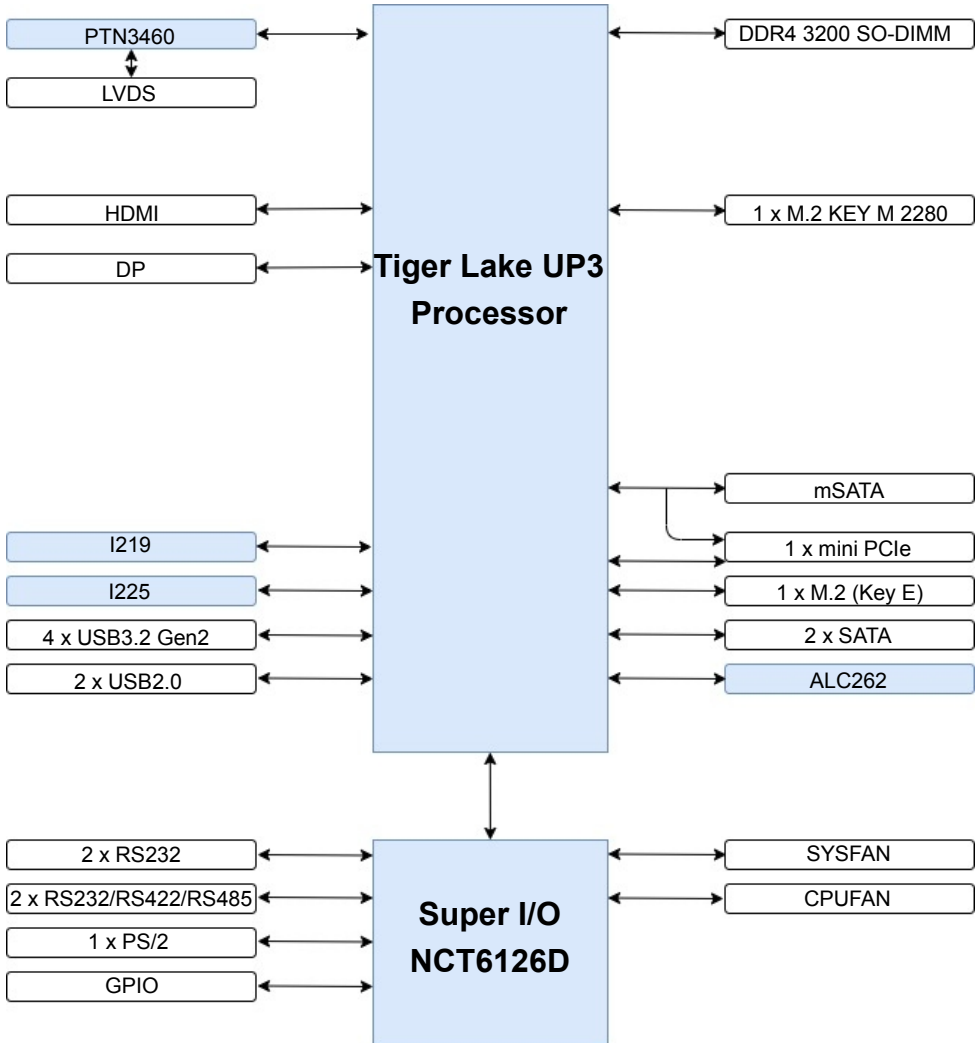 PTN3460
DDR4 3200 SO-DIMM
LVDS
HDMI
1 x M.2 KEY M 2280
DP
Tiger Lake UP3
Processor
mSATA
I219
1 x mini PCIe
I225
1 x M.2 (Key E)
4 x USB3.2 Gen2
2 x SATA
2 x USB2.0
ALC262
2 x RS232
SYSFAN
2 x RS232/RS422/RS485
CPUFAN
Super I/O
NCT6126D
1 x PS/2
GPIO